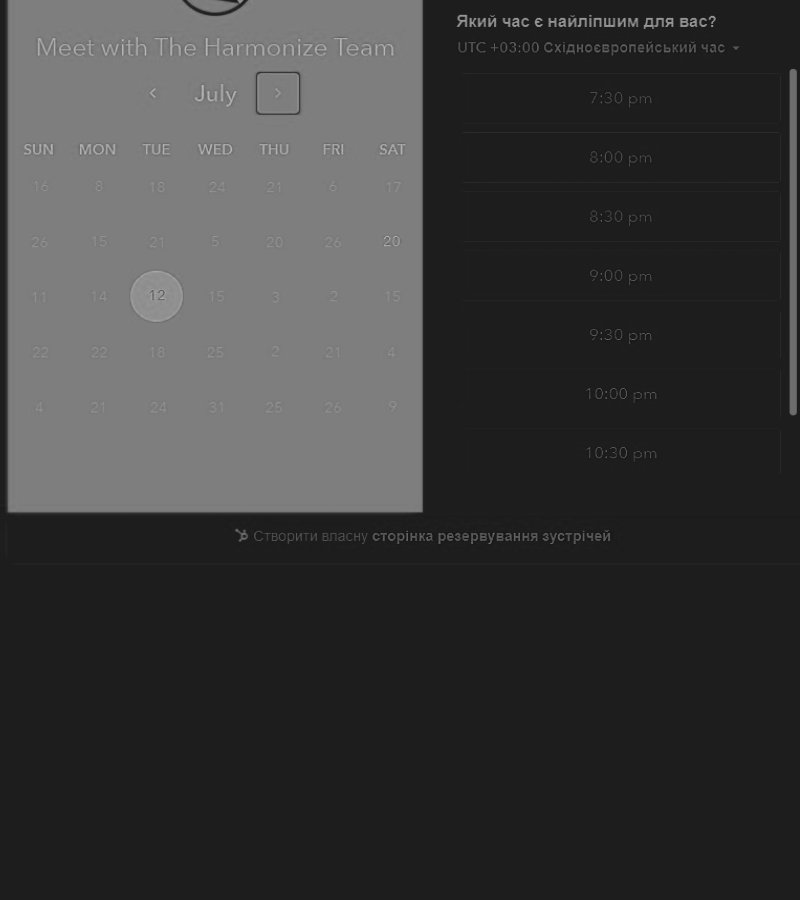 Meet with The Harmonize Team
July
SUN MON TUE WED THU FRI SAT
16 8 18 24 21 6 17
26 15 21 5 20 26 20
11 14 12 15 3 2 15
22 22 18 25 2 21 4
4 21 24 31 25 26 9
Який час є найліпшим для вас?
UTC +03:00 Східноєвропейський час
7:30 pm
8:00 pm
8:30 pm
9:00 pm
9:30 pm
10:00 pm
10:30 pm
Створити власну сторінка резервування зустрічей